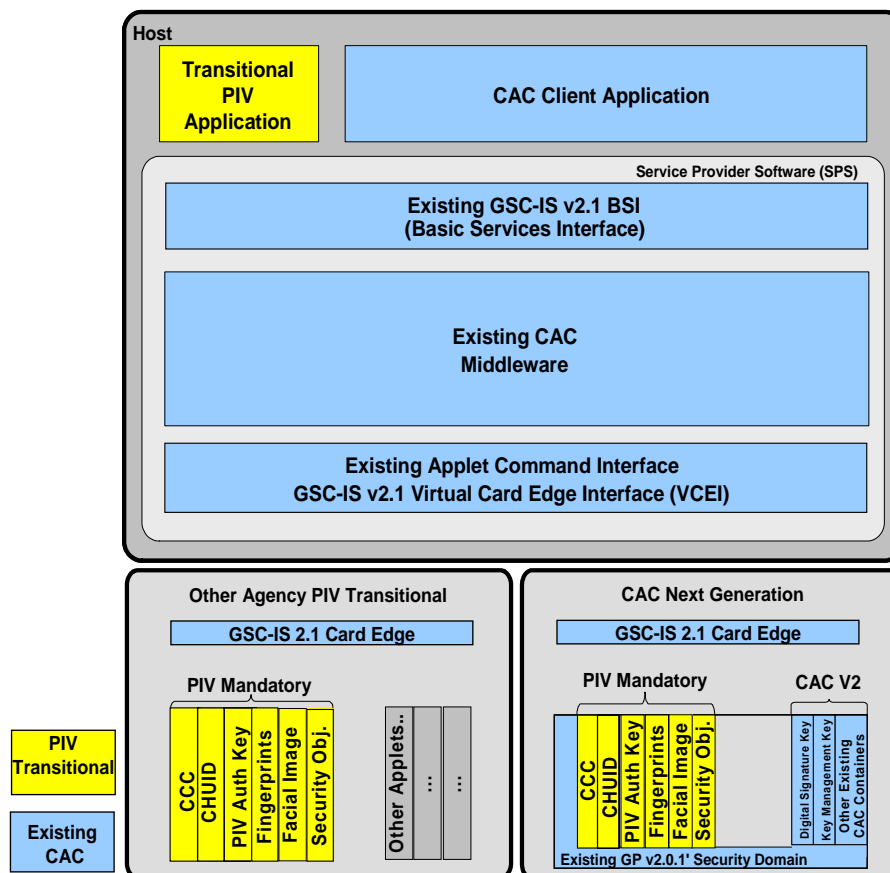 Host
Transitional
PIV
Application
CAC Client Application
Service Provider Software (SPS)
Existing GSC-IS v2.1 BSI
(Basic Services Interface)
Existing CAC
Middleware
Existing Applet Command Interface
GSC-IS v2.1 Virtual Card Edge Interface (VCEI)
Other Agency PIV Transitional
GSC-IS 2.1 Card Edge
PIV Mandatory
CCC
CHUID
PIV Auth Key
Fingerprints
Facial Image
Security Obj.
Other Applets..
...
...
CAC Next Generation
GSC-IS 2.1 Card Edge
PIV Mandatory
CAC V2
CCC
CHUID
PIV Auth Key
Fingerprints
Facial Image
Security Obj.
Digital Signature Key
Key Management Key
Other Existing
CAC Containers
Existing GP v2.0.1' Security Domain
PIV
Transitional
Existing
CAC